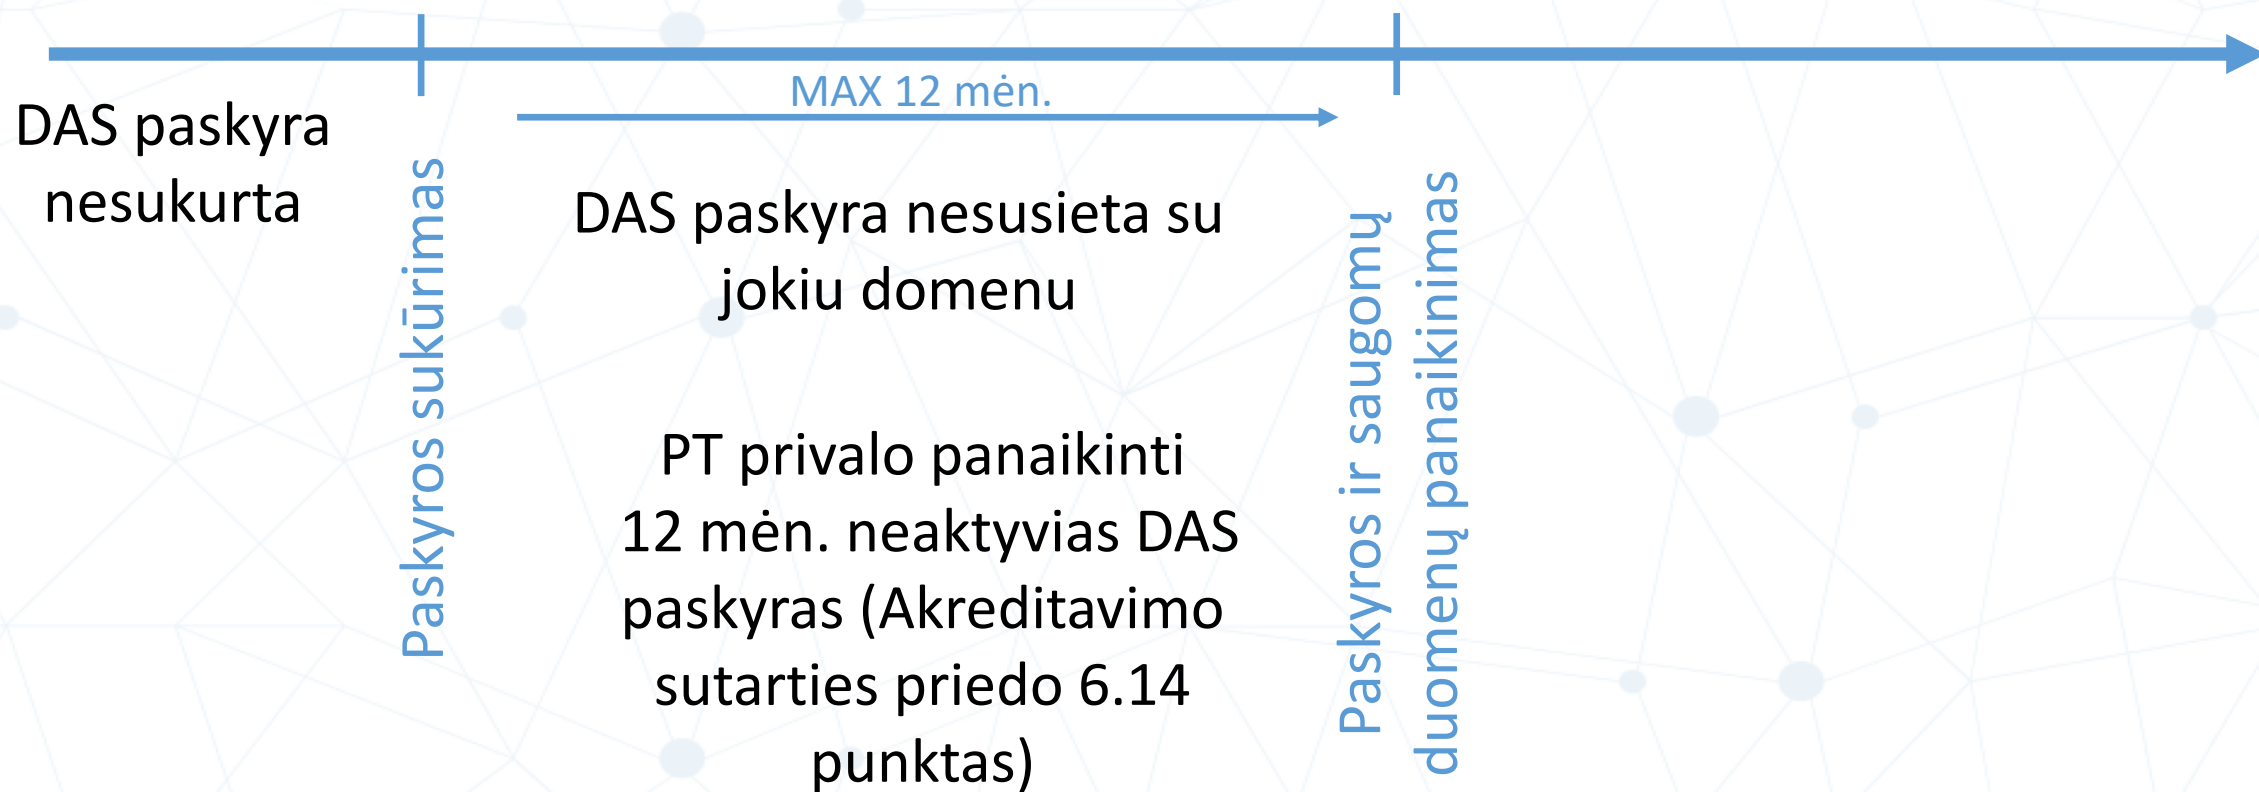 MAX 12 mėn.
DAS paskyra
nesukurta
Paskyros sukūrimas
DAS paskyra nesusieta su
jokiu domenu
PT privalo panaikinti
12 mėn. neaktyvias DAS
paskyras (Akreditavimo
sutarties priedo 6.14
punktas)
Paskyros ir saugomų
duomenų panaikinimas